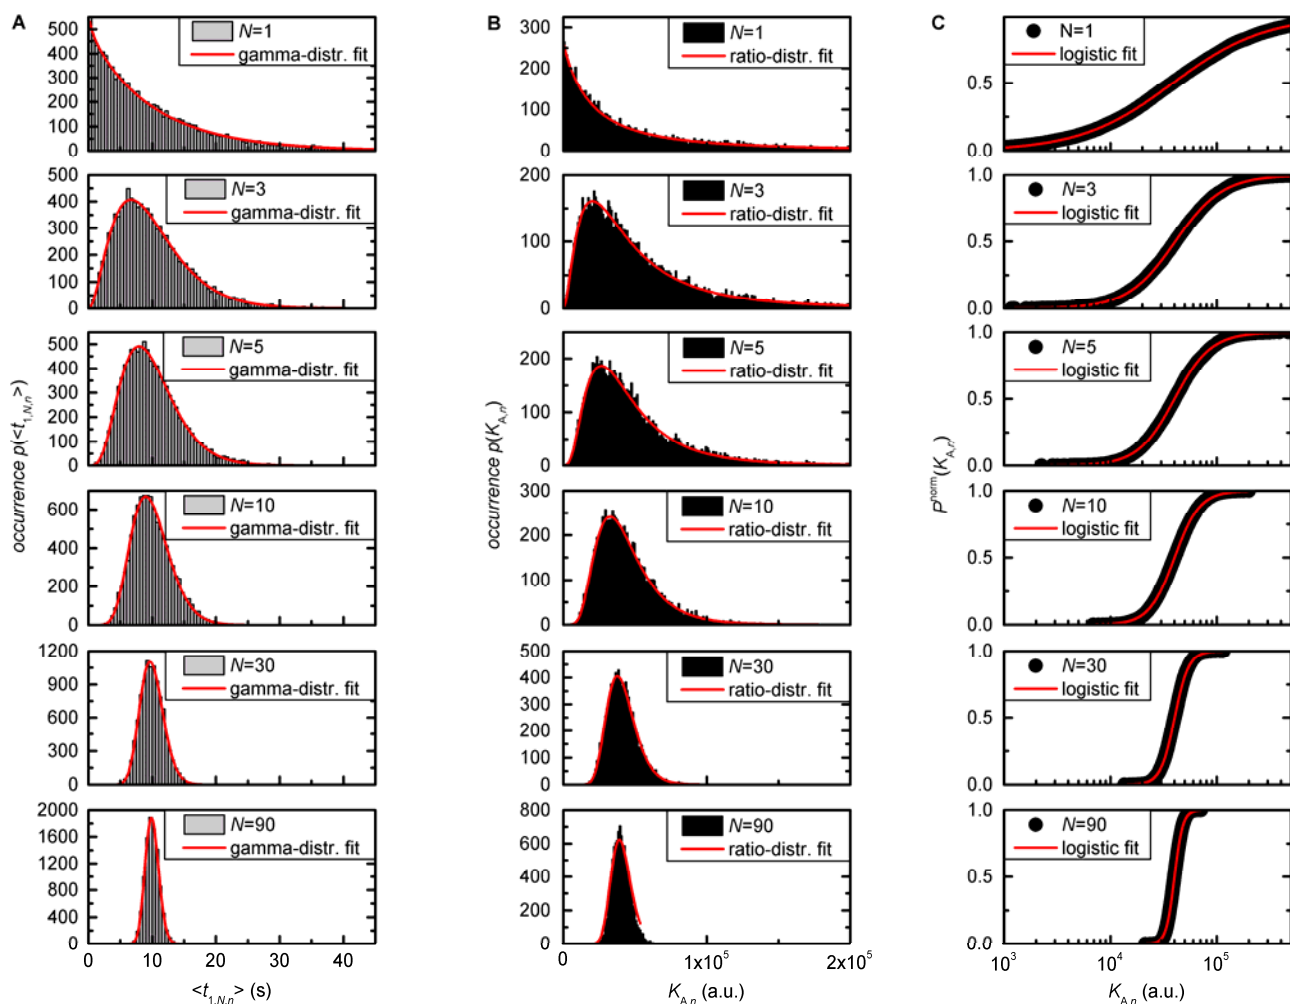 A
occurrence p(<t1,N,n>)
500
400
300
200
100
0
N=1
gamma-distr. fit
500
400
300
200
100
0
N=3
gamma-distr. fit
500
400
300
200
100
0
N=5
gamma-distr. fit
600
400
200
0
N=10
gamma-distr. fit
1200
900
600
300
0
N=30
gamma-distr. fit
2000
1600
1200
800
400
0
N=90
gamma-distr. fit
0 10 20 30 40
<t1,N,n> (s)
B
occurrence p(KA,n)
300
200
100
0
N=1
ratio-distr. fit
200
150
100
50
0
N=3
ratio-distr. fit
200
150
100
50
0
N=5
ratio-distr. fit
300
200
100
0
N=10
ratio-distr. fit
500
400
300
200
100
0
N=30
ratio-distr. fit
800
600
400
200
0
N=90
ratio-distr. fit
0 1x10⁵ 2x10⁵
KA,n (a.u.)
C
Pnorm(KA,n)
0.5
0.0
N=1
logistic fit
1.0
0.5
0.0
N=3
logistic fit
1.0
0.5
0.0
N=5
logistic fit
1.0
0.5
0.0
N=10
logistic fit
1.0
0.5
0.0
N=30
logistic fit
1.0
0.5
0.0
N=90
logistic fit
10³ 10⁴ 10⁵
KA,n (a.u.)